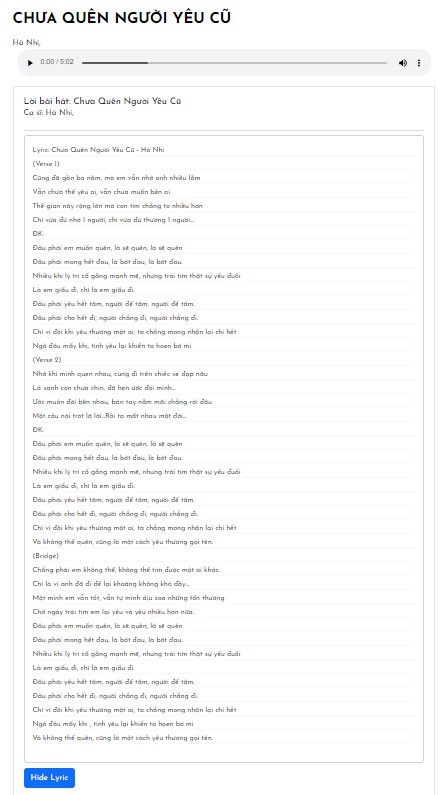 CHƯA QUÊN NGƯỜI YÊU CŨ
Hà Nhi,
0:00 / 5:02
Lời bài hát: Chưa Quên Người Yêu Cũ
Ca sĩ: Hà Nhi,
Lyric: Chưa Quên Người Yêu Cũ - Hà Nhi
(Verse 1)
Cũng đã gần ba năm, mà em vẫn nhớ anh nhiều lắm
Vẫn chưa thể yêu ai, vẫn chưa muốn bên ai
Thế gian này rộng lớn mà con tim chẳng to nhiều hơn
Chỉ vừa đủ nhớ 1 người, chỉ vừa đủ thương 1 người...
ĐK:
Đâu phải em muốn quên, là sẽ quên, là sẽ quên
Đâu phải mong hết đau, là bớt đau, là bớt đau.
Nhiều khi lý trí cố gắng mạnh mẽ, nhưng trái tim thật sự yếu đuối
Là em giấu đi, chỉ là em giấu đi.
Đâu phải yêu hết tâm, người để tâm, người để tâm.
Đâu phải cho hết đi, người chẳng đi, người chẳng đi.
Chỉ vì đôi khi yêu thương một ai, ta chẳng mong nhận lại chi hết
Ngỡ đâu mấy khi, tình yêu lại khiến ta hoen bờ mi
(Verse 2)
Nhớ khi mình quen nhau, cùng đi trên chiếc xe đạp nâu
Lá xanh còn chưa chín, đã hẹn ước đôi mình...
Ước muôn đời bên nhau, bàn tay nắm mãi chẳng rời đâu
Một câu nói trót lỡ lời...Rồi ta mất nhau một đời...
ĐK:
Đâu phải em muốn quên, là sẽ quên, là sẽ quên
Đâu phải mong hết đau, là bớt đau, là bớt đau.
Nhiều khi lý trí cố gắng mạnh mẽ, nhưng trái tim thật sự yếu đuối
Là em giấu đi, chỉ là em giấu đi.
Đâu phải yêu hết tâm, người để tâm, người để tâm.
Đâu phải cho hết đi, người chẳng đi, người chẳng đi.
Chỉ vì đôi khi yêu thương một ai, ta chẳng mong nhận lại chi hết
Và không thể quên, cũng là một cách yêu thương gọi tên.
(Bridge)
Chẳng phải em không thể, không thể tìm được một ai khác.
Chỉ là vì anh đã đi để lại khoảng không khó đầy...
Một mình em vẫn tốt, vẫn tự mình dịu xoa những tổn thương
Chờ ngày trái tim em lại yêu và yêu nhiều hơn nữa.
Đâu phải em muốn quên, là sẽ quên, là sẽ quên
Đâu phải mong hết đau, là bớt đau, là bớt đau.
Nhiều khi lý trí cố gắng mạnh mẽ, nhưng trái tim thật sự yếu đuối
Là em giấu đi, chỉ là em giấu đi.
Đâu phải yêu hết tâm, người để tâm, người để tâm.
Đâu phải cho hết đi, người chẳng đi, người chẳng đi.
Chỉ vì đôi khi yêu thương một ai, ta chẳng mong nhận lại chi hết
Ngỡ đâu mấy khi , tình yêu lại khiến ta hoen bờ mi
Và không thể quên, cũng là một cách yêu thương gọi tên.
Hide Lyric